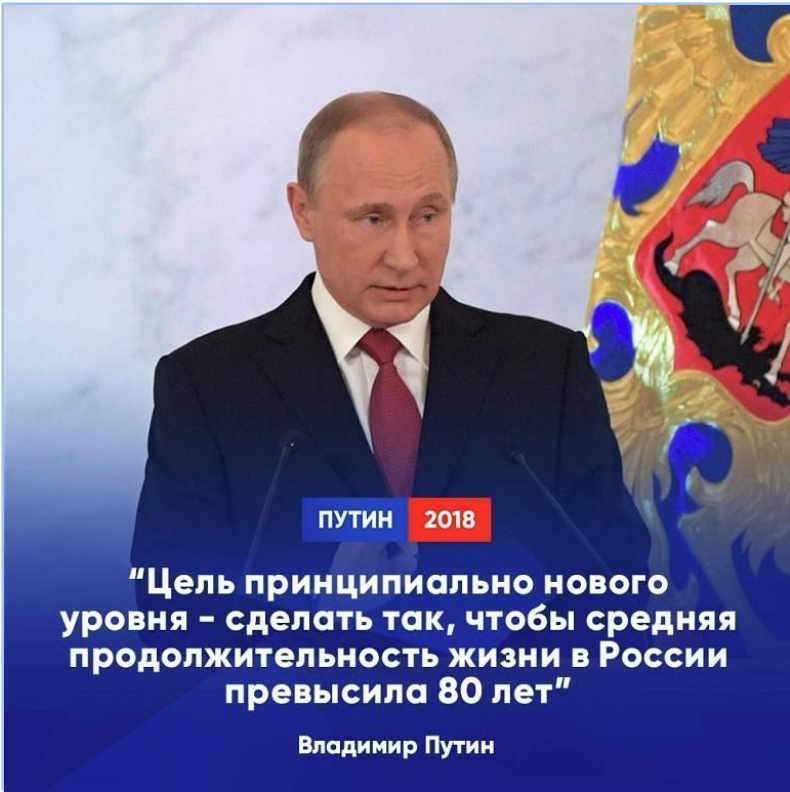 ПУТИН 2018
“Цель принципиально нового
уровня - сделать так, чтобы средняя
продолжительность жизни в России
превысила 80 лет”
Владимир Путин